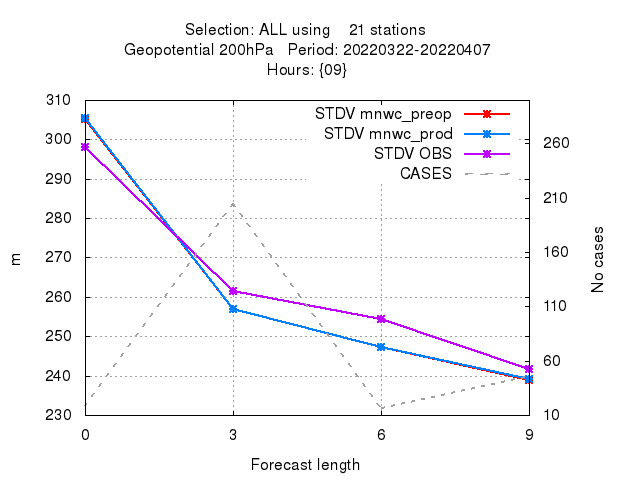 Selection: ALL using    21 stations
Geopotential 200hPa   Period: 20220322-20220407
Hours: {09}
310
300
290
280
270
260
250
240
230
m
STDV mnwc_preop
STDV mnwc_prod
STDV OBS
CASES
260
210
160
110
60
10
No cases
0
3
6
9
Forecast length